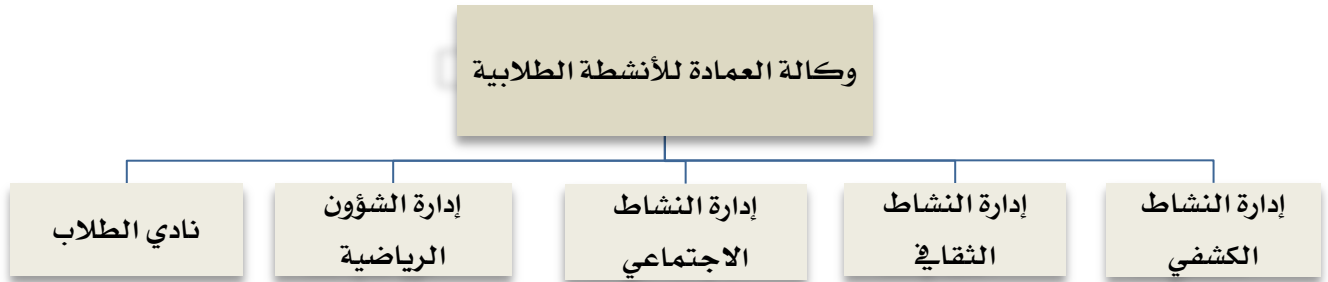 وكالة العمادة للأنشطة الطلابية
إدارة النشاط
الكشفي
إدارة النشاط
الثقافي
إدارة النشاط
الاجتماعي
إدارة الشؤون
الرياضية
نادي الطلاب